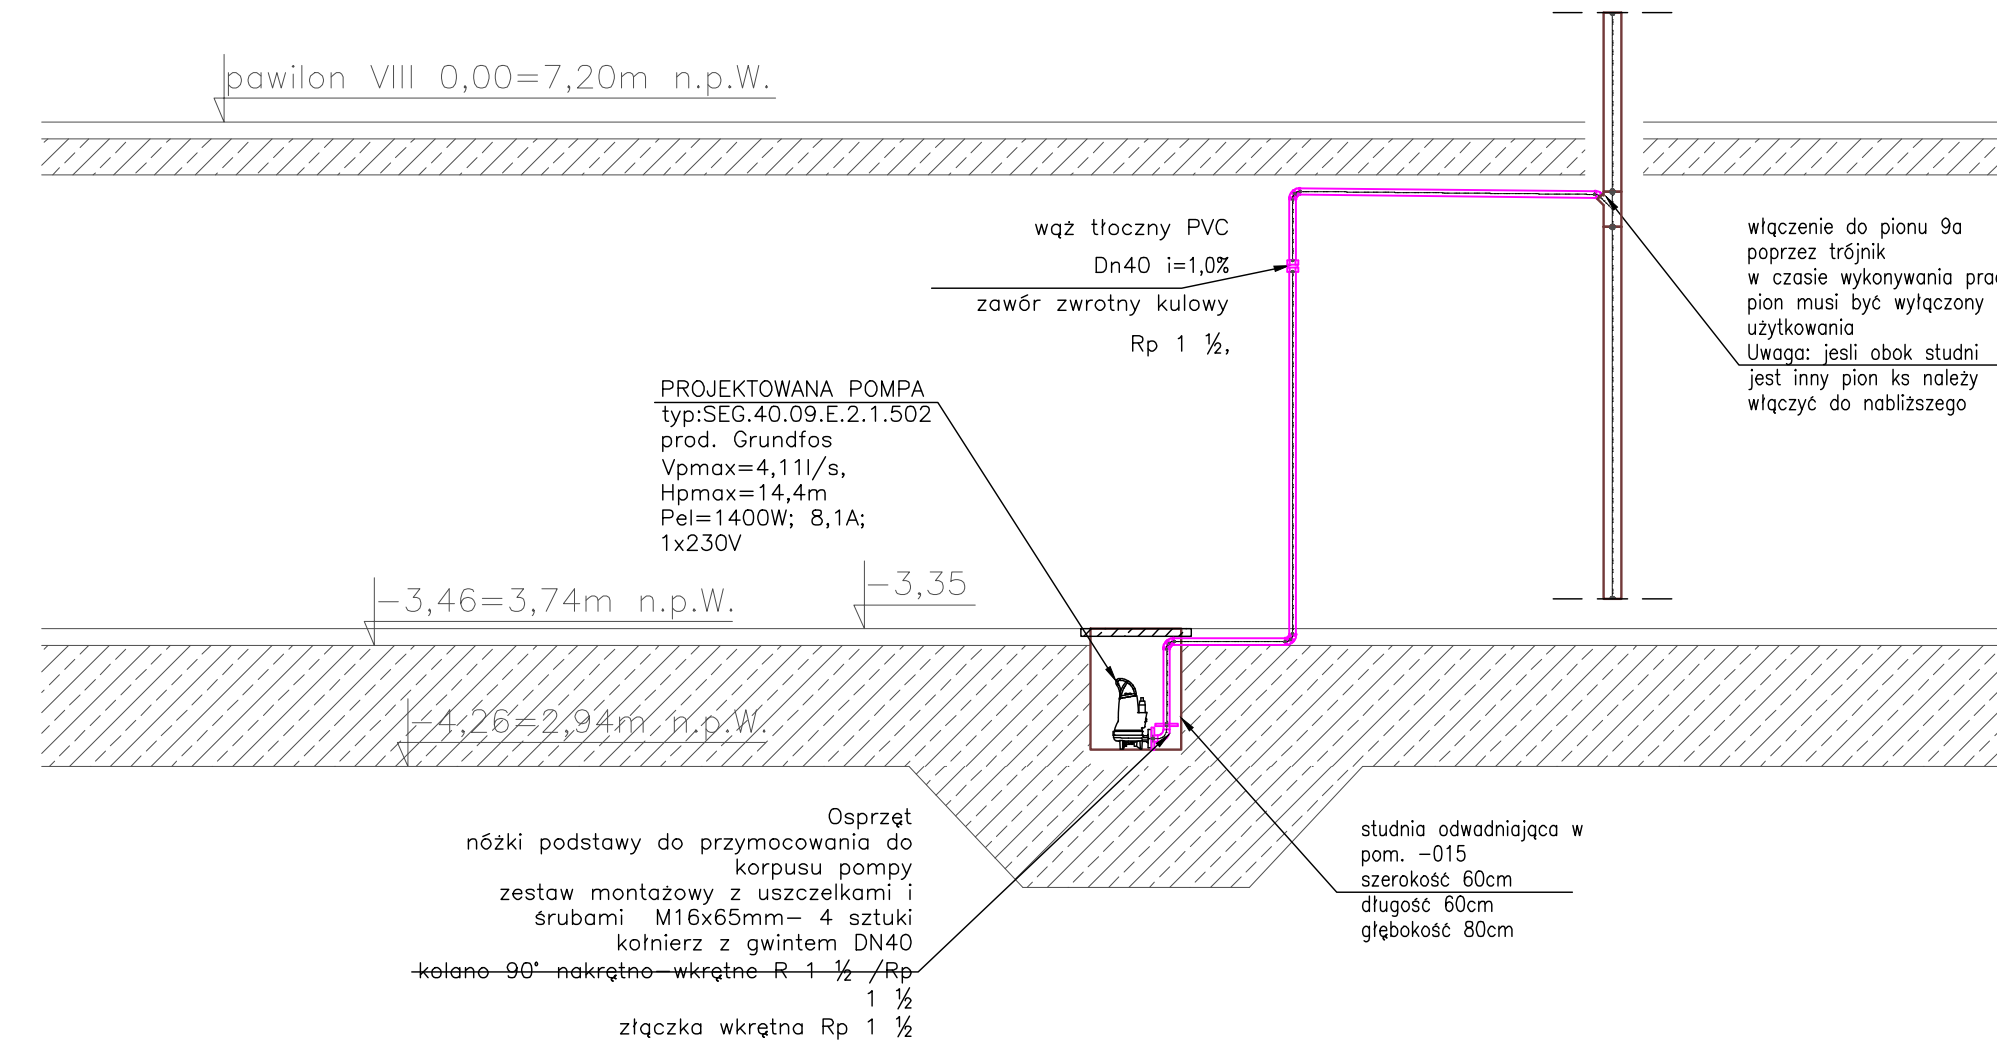 pawilon VIII 0,00=7,20m n.p.W.
wąż tłoczny PVC
Dn40 i=1,0%
zawór zwrotny kulowy
Rp 1 ½,
włączenie do pionu 9a
poprzez trójnik
w czasie wykonywania
pion musi być wyłączony
użytkowania
Uwaga: jesli obok studni
jest inny pion ks należy
włączyć do nabliższego
PROJEKTOWANA POMPA
typ:SEG.40.09.E.2.1.502
prod. Grundfos
Vpmax=4,11l/s,
Hpmax=14,4m
Pel=1400W; 8,1A;
1x230V
-3,46=3,74m n.p.W.
-3,35
-4,26=2,94m n.p.W.
Osprzęt
nóżki podstawy do przymocowania do
korpusu pompy
zestaw montażowy z uszczelkami i
śrubami M16x65mm- 4 sztuki
kołnierz z gwintem DN40
kolano 90° nakrętno-wkrętne R 1 ½ /Rp
1 ½
złączka wkrętna Rp 1 ½
studnia odwadniająca w
pom. -015
szerokość 60cm
długość 60cm
głębokość 80cm